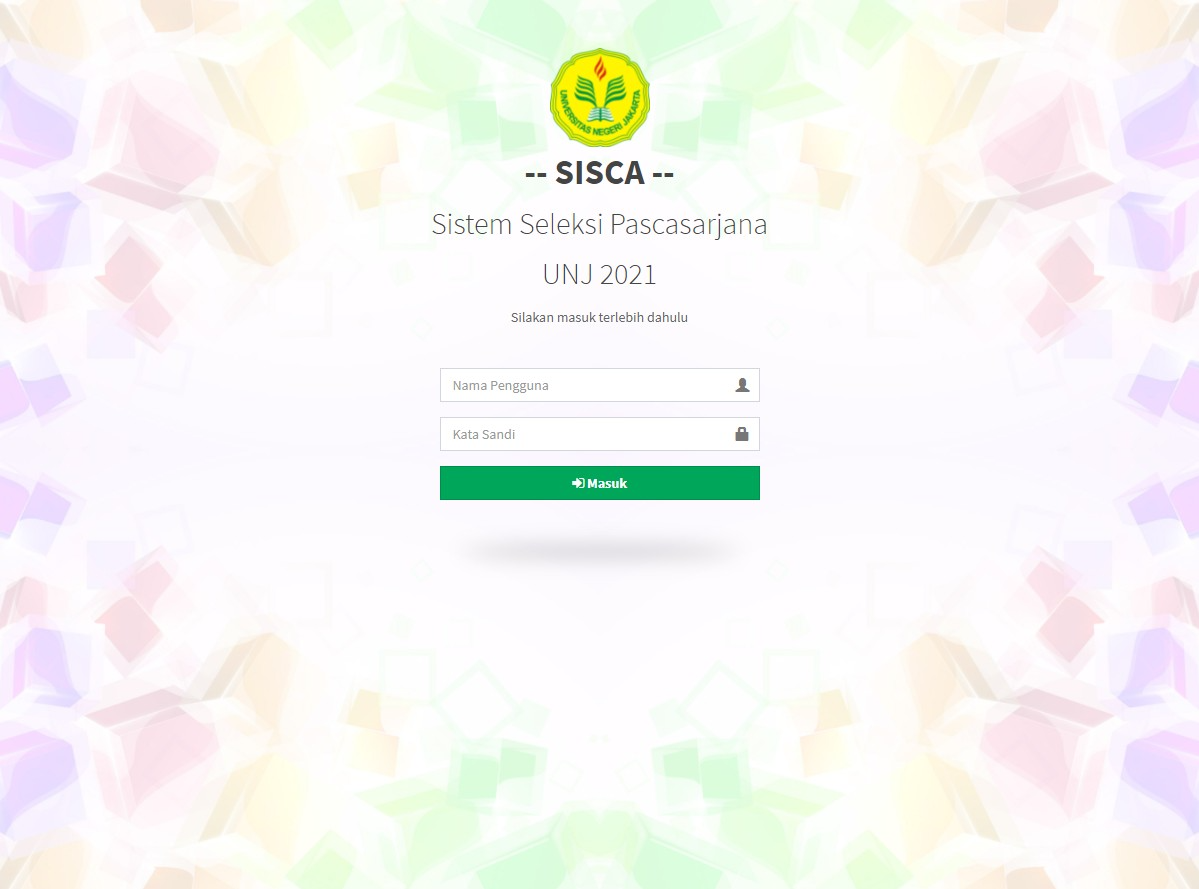 UNIVERSITAS NEGERI JAKARTA
-- SISCA --
Sistem Seleksi Pascasarjana
UNJ 2021
Silakan masuk terlebih dahulu
Nama Pengguna
Kata Sandi
Masuk